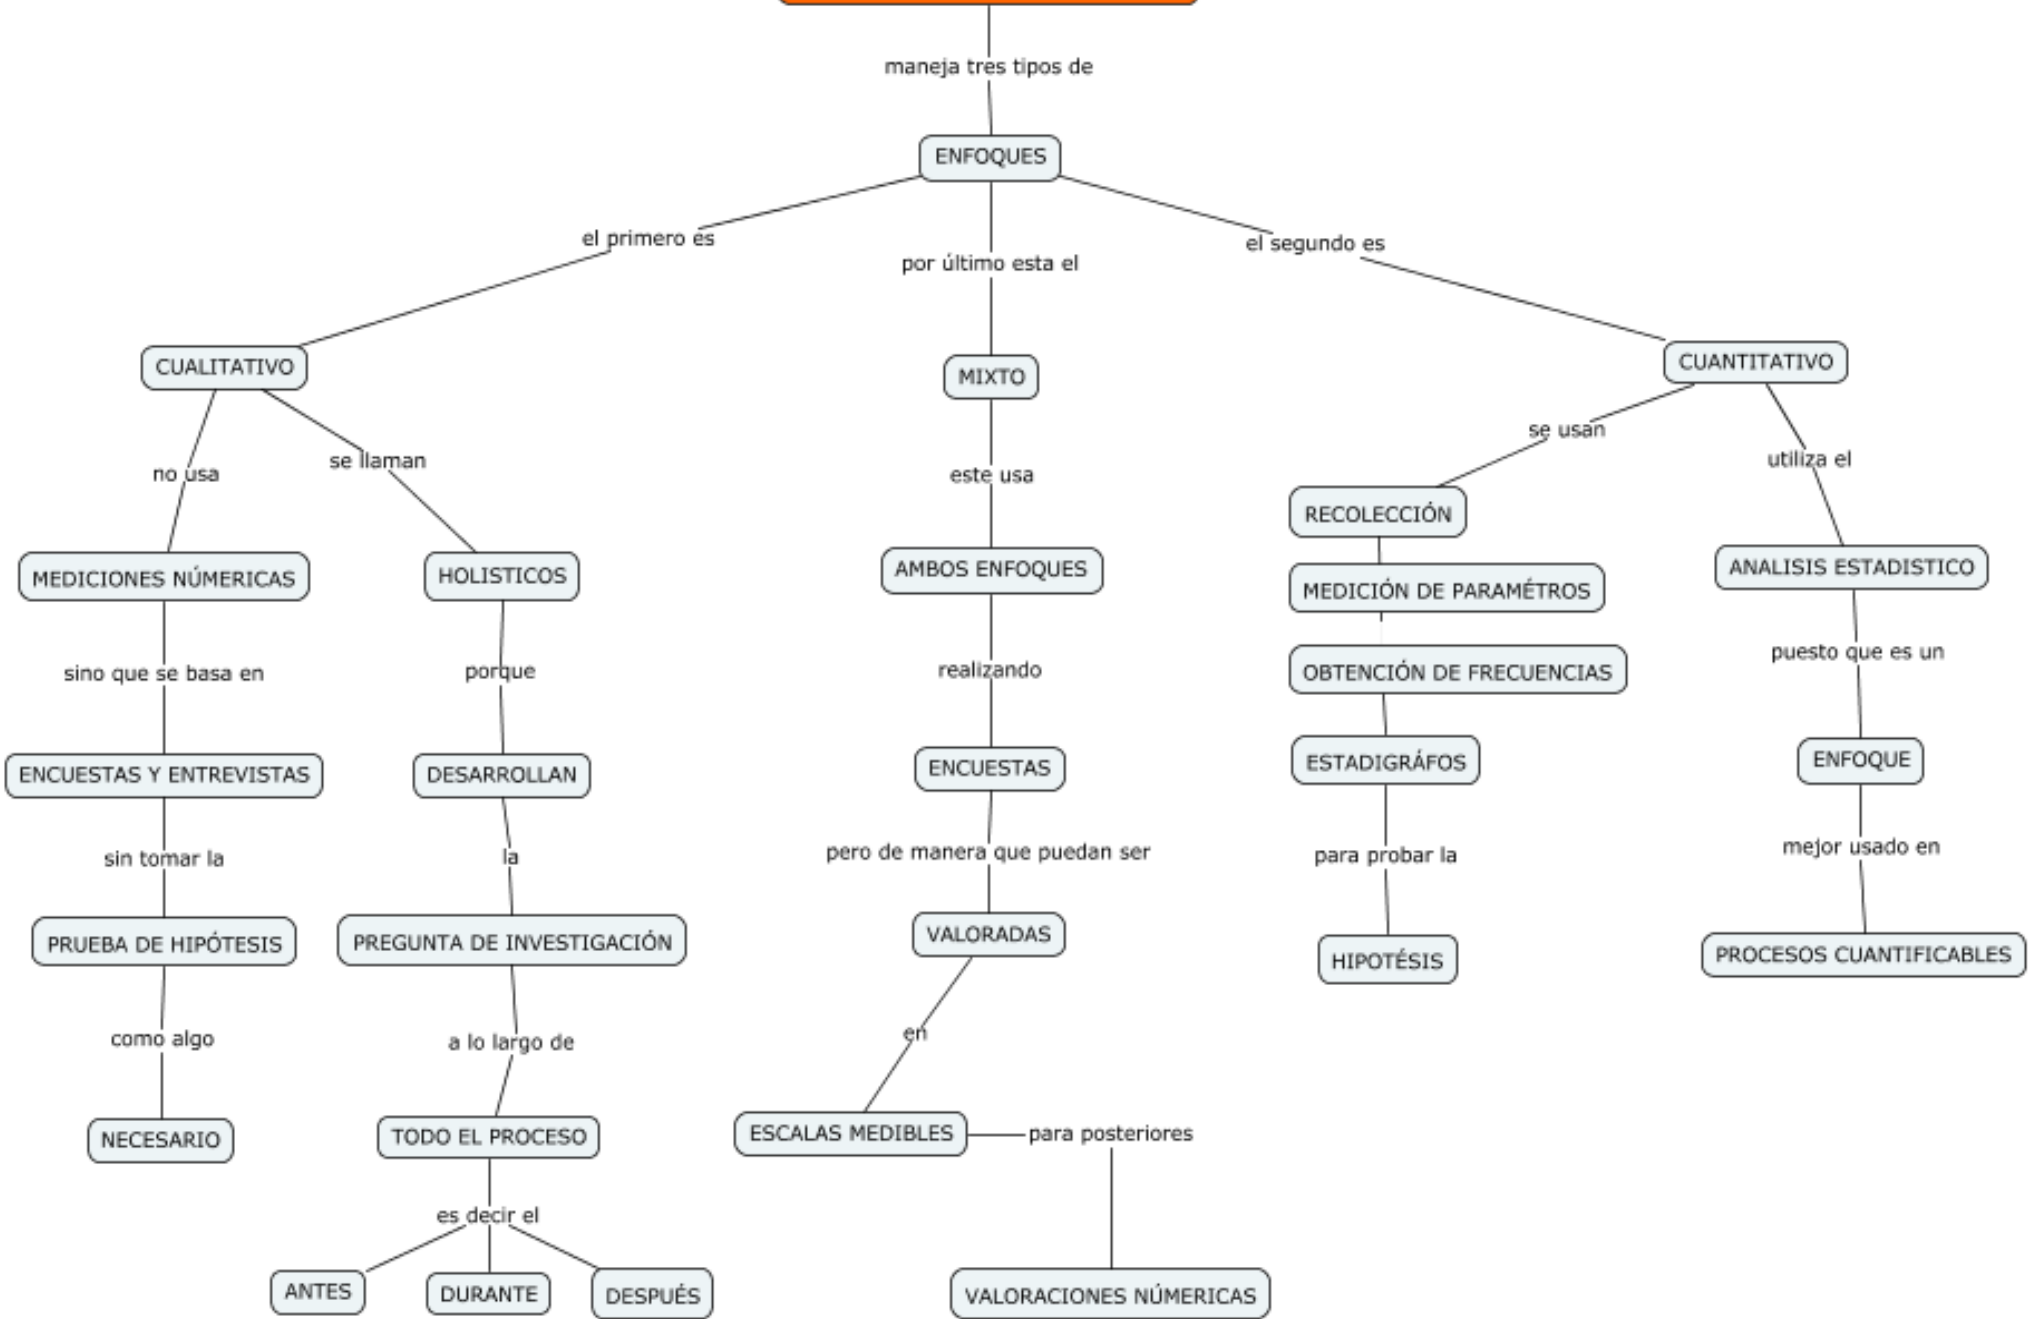 maneja tres tipos de
ENFOQUES
el primero es
por último esta el
el segundo es
CUALITATIVO
MIXTO
CUANTITATIVO
no usa
se llaman
este usa
se usan
utiliza el
MEDICIONES NÚMERICAS
HOLISTICOS
AMBOS ENFOQUES
RECOLECCIÓN
MEDICIÓN DE PARAMÉTROS
OBTENCIÓN DE FRECUENCIAS
ESTADIGRÁFOS
ANALISIS ESTADISTICO
sino que se basa en
porque
realizando
puesto que es un
ENCUESTAS Y ENTREVISTAS
DESARROLLAN
ENCUESTAS
ENFOQUE
sin tomar la
la
pero de manera que puedan ser
para probar la
mejor usado en
PRUEBA DE HIPÓTESIS
PREGUNTA DE INVESTIGACIÓN
VALORADAS
HIPOTÉSIS
PROCESOS CUANTIFICABLES
como algo
a lo largo de
en
NECESARIO
TODO EL PROCESO
ESCALAS MEDIBLES
para posteriores
es decir el
ANTES
DURANTE
DESPUÉS
VALORACIONES NÚMERICAS